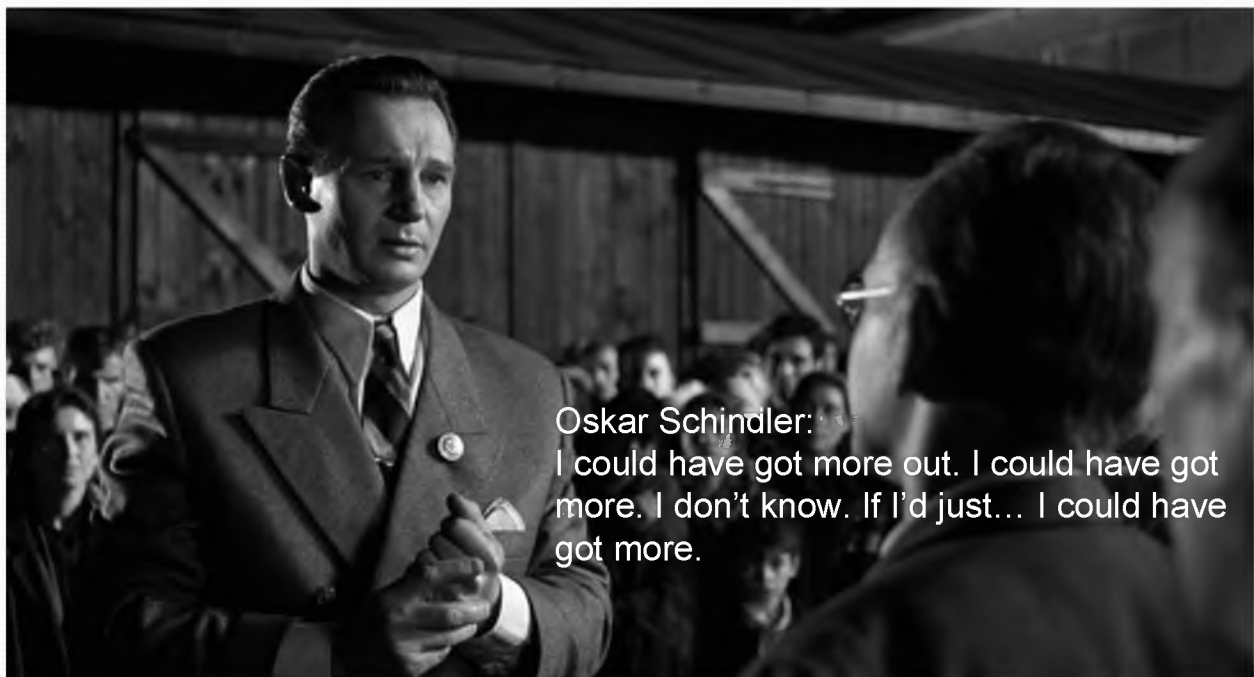 Oskar Schindler:
I could have got more out. I could have got
more. I don’t know. If I’d just… I could have
got more.